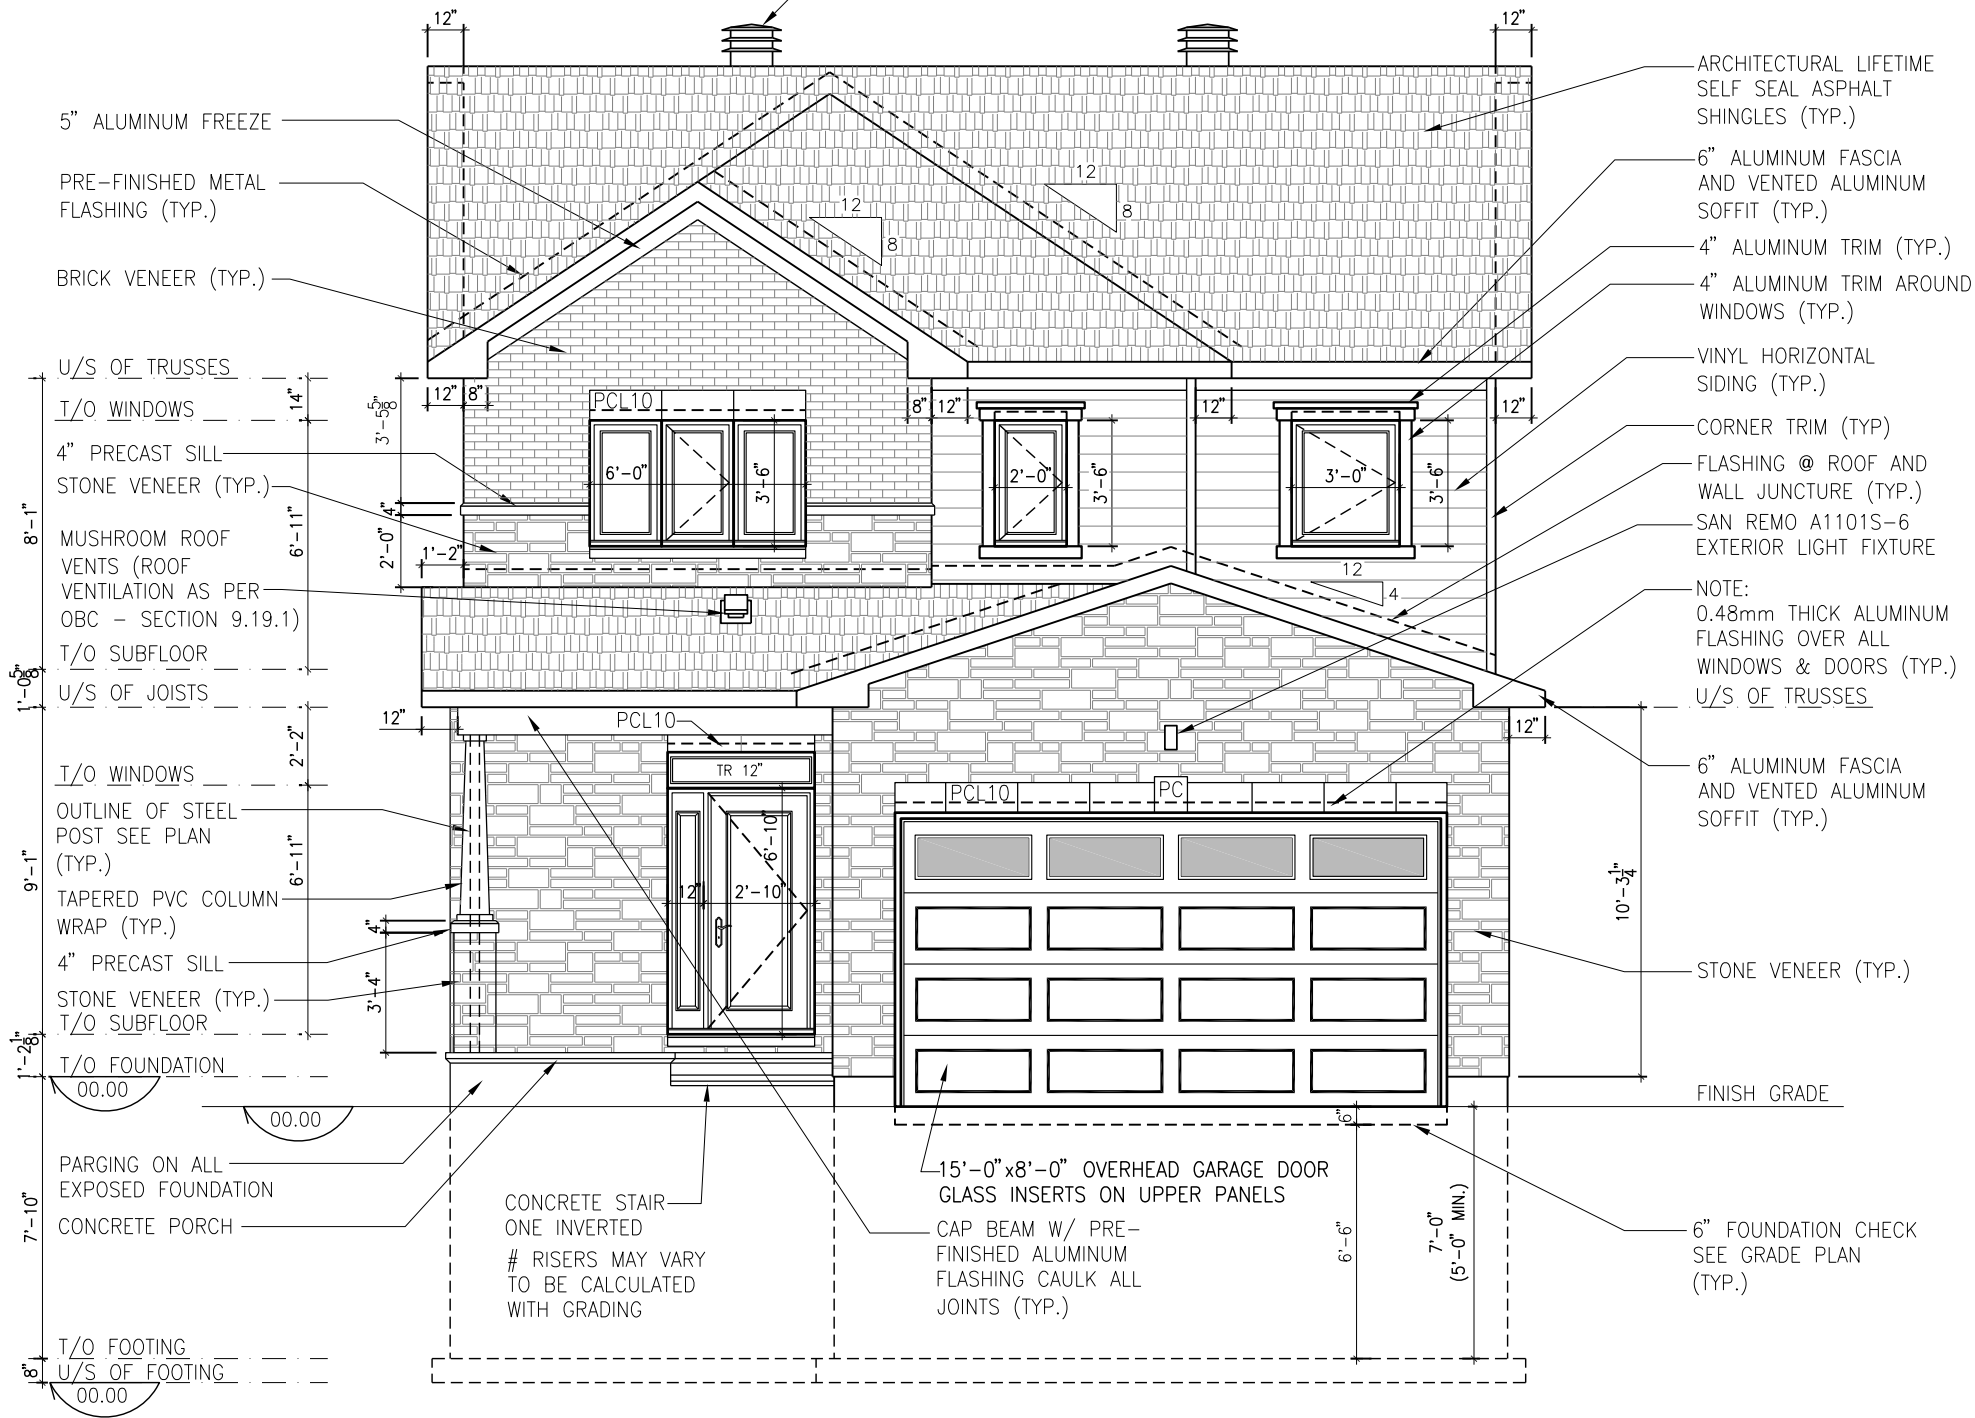 12"
12"
5" ALUMINUM FREEZE
PRE-FINISHED METAL
FLASHING (TYP.)
BRICK VENEER (TYP.)
U/S OF TRUSSES
T/O WINDOWS
4" PRECAST SILL
STONE VENEER (TYP.)
MUSHROOM ROOF
VENTS (ROOF
VENTILATION AS PER
OBC - SECTION 9.19.1)
T/O SUBFLOOR
U/S OF JOISTS
T/O WINDOWS
OUTLINE OF STEEL
POST SEE PLAN
(TYP.)
TAPERED PVC COLUMN
WRAP (TYP.)
4" PRECAST SILL
STONE VENEER (TYP.)
T/O SUBFLOOR
T/O FOUNDATION
00.00
00.00
PARGING ON ALL
EXPOSED FOUNDATION
CONCRETE PORCH
T/O FOOTING
U/S OF FOOTING
00.00
8'-1"
1'-0 5/8"
9'-1"
1'-2 1/8"
7'-10"
8"
14"
6'-11"
2'-2"
6'-11"
3'-5 5/8"
4"
2'-0"
1'-2"
12"
4"
3'-4"
12"
8"
8"
12"
12"
12"
12
8
12
8
12
4
PCL10
6'-0"
3'-6"
2'-0"
3'-6"
3'-0"
3'-6"
PCL10
TR 12"
6'-10"
12"
2'-10"
PCL10
PC
12"
10'-3 1/4"
6"
6'-6"
7'-0"
(5'-0" MIN.)
CONCRETE STAIR
ONE INVERTED
# RISERS MAY VARY
TO BE CALCULATED
WITH GRADING
15'-0"x8'-0" OVERHEAD GARAGE DOOR
GLASS INSERTS ON UPPER PANELS
CAP BEAM W/ PRE-
FINISHED ALUMINUM
FLASHING CAULK ALL
JOINTS (TYP.)
ARCHITECTURAL LIFETIME
SELF SEAL ASPHALT
SHINGLES (TYP.)
6" ALUMINUM FASCIA
AND VENTED ALUMINUM
SOFFIT (TYP.)
4" ALUMINUM TRIM (TYP.)
4" ALUMINUM TRIM AROUND
WINDOWS (TYP.)
VINYL HORIZONTAL
SIDING (TYP.)
CORNER TRIM (TYP)
FLASHING @ ROOF AND
WALL JUNCTURE (TYP.)
SAN REMO A1101S-6
EXTERIOR LIGHT FIXTURE
NOTE:
0.48mm THICK ALUMINUM
FLASHING OVER ALL
WINDOWS & DOORS (TYP.)
U/S OF TRUSSES
6" ALUMINUM FASCIA
AND VENTED ALUMINUM
SOFFIT (TYP.)
STONE VENEER (TYP.)
FINISH GRADE
6" FOUNDATION CHECK
SEE GRADE PLAN
(TYP.)